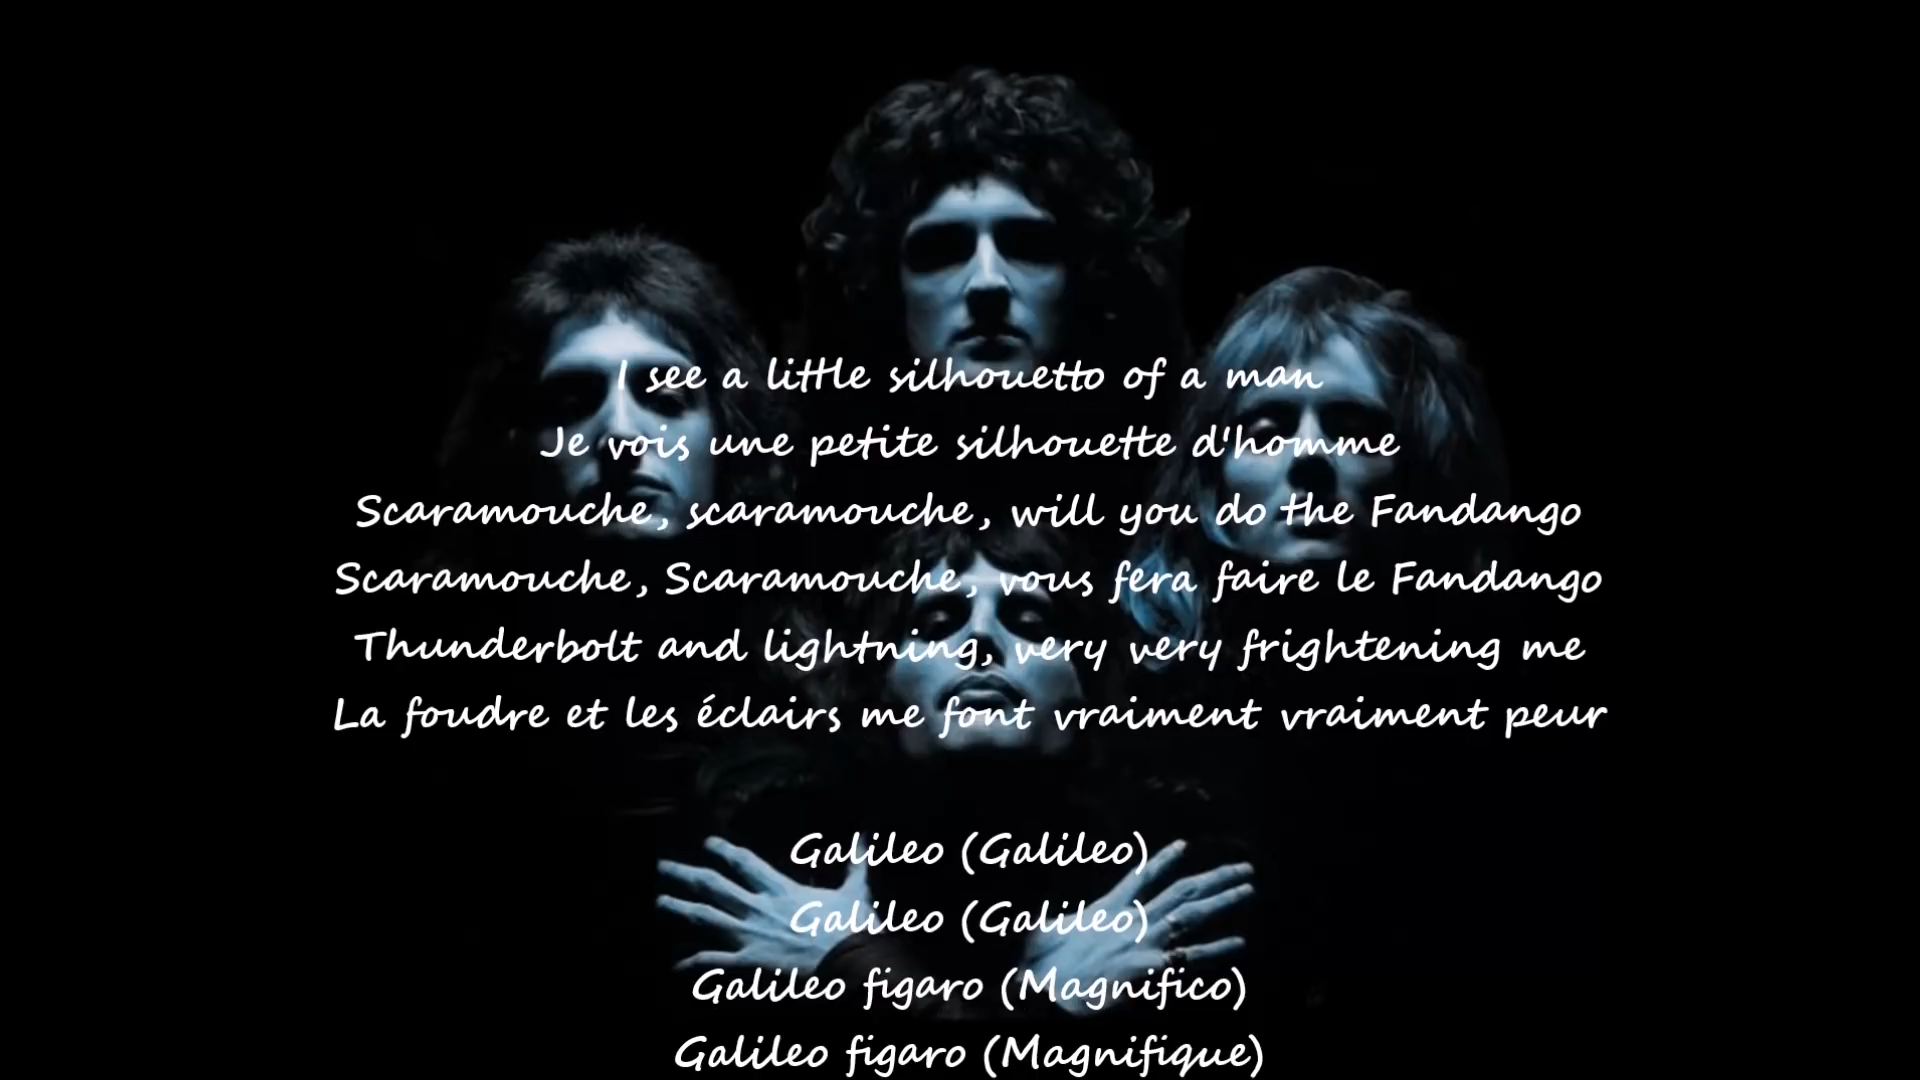 I see a little silhouetto of a man
Je vois une petite silhouette d'homme
Scaramouche, scaramouche, will you do the Fandango
Scaramouche, Scaramouche, vous fera faire le Fandango
Thunderbolt and lightning, very very frightening me
La foudre et les éclairs me font vraiment vraiment peur
Galileo (Galileo)
Galileo (Galileo)
Galileo figaro (Magnifico)
Galileo figaro (Magnifique)